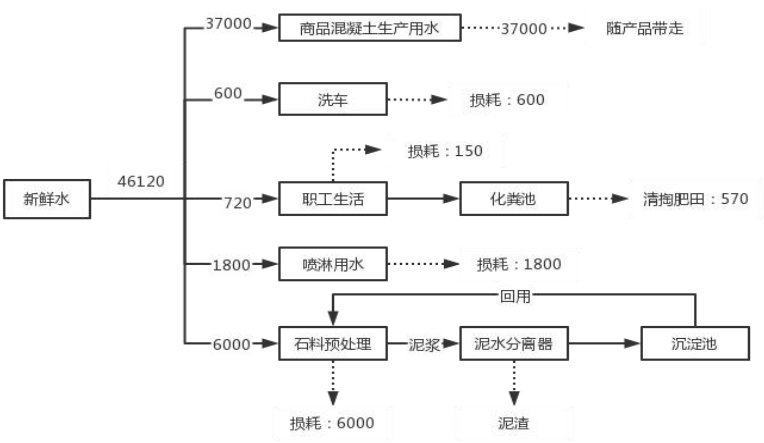 37000
商品混凝土生产用水
37000
随产品带走
600
洗车
损耗：600
损耗：150
新鲜水
46120
720
职工生活
化粪池
清掏肥田：570
1800
喷淋用水
损耗：1800
回用
6000
石料预处理
泥浆
泥水分离器
沉淀池
损耗：6000
泥渣